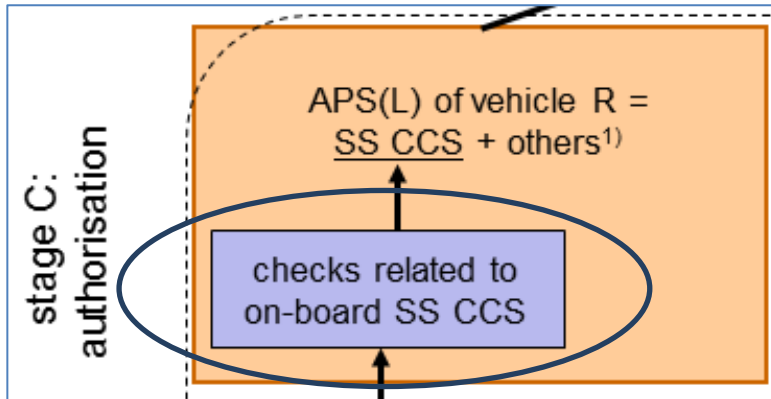 stage C:
authorisation
APS(L) of vehicle R =
SS CCS + others1)
checks related to
on-board SS CCS